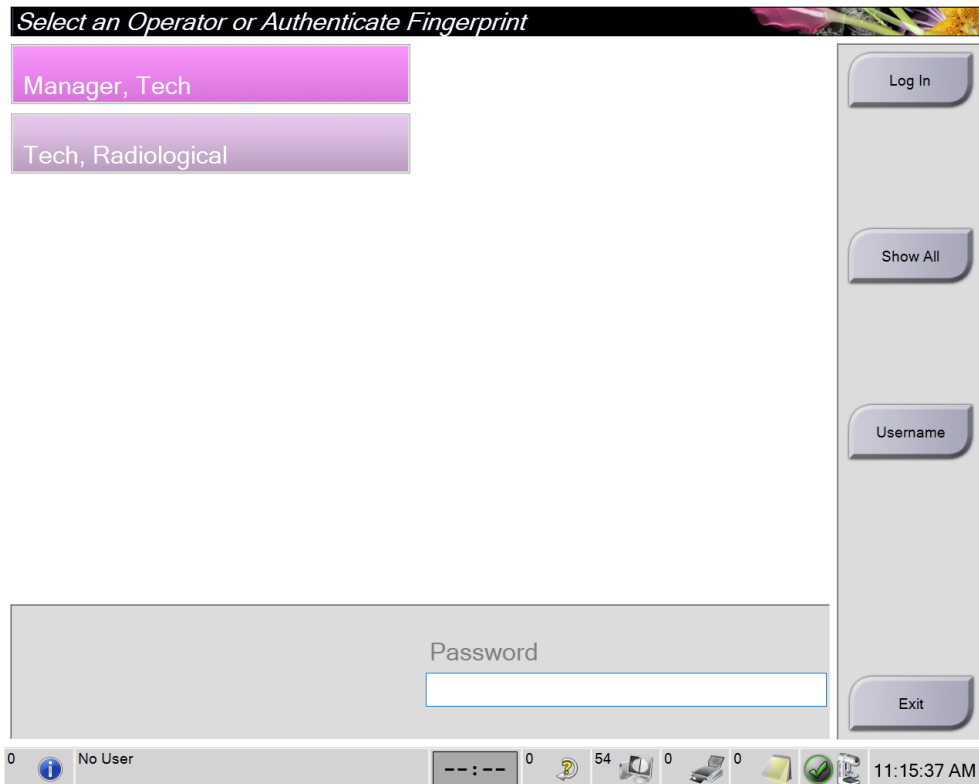 Select an Operator or Authenticate Fingerprint
Manager, Tech
Log In
Tech, Radiological
Show All
Username
Password
Exit
0
No User
--:--
0
54
0
0
11:15:37 AM